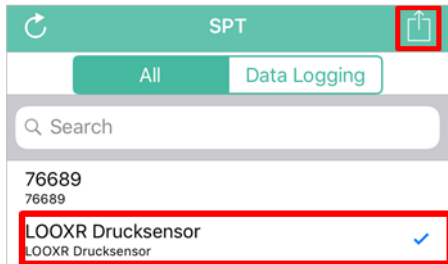 SPT
All
Data Logging
Search
76689
76689
LOOXR Drucksensor
LOOXR Drucksensor